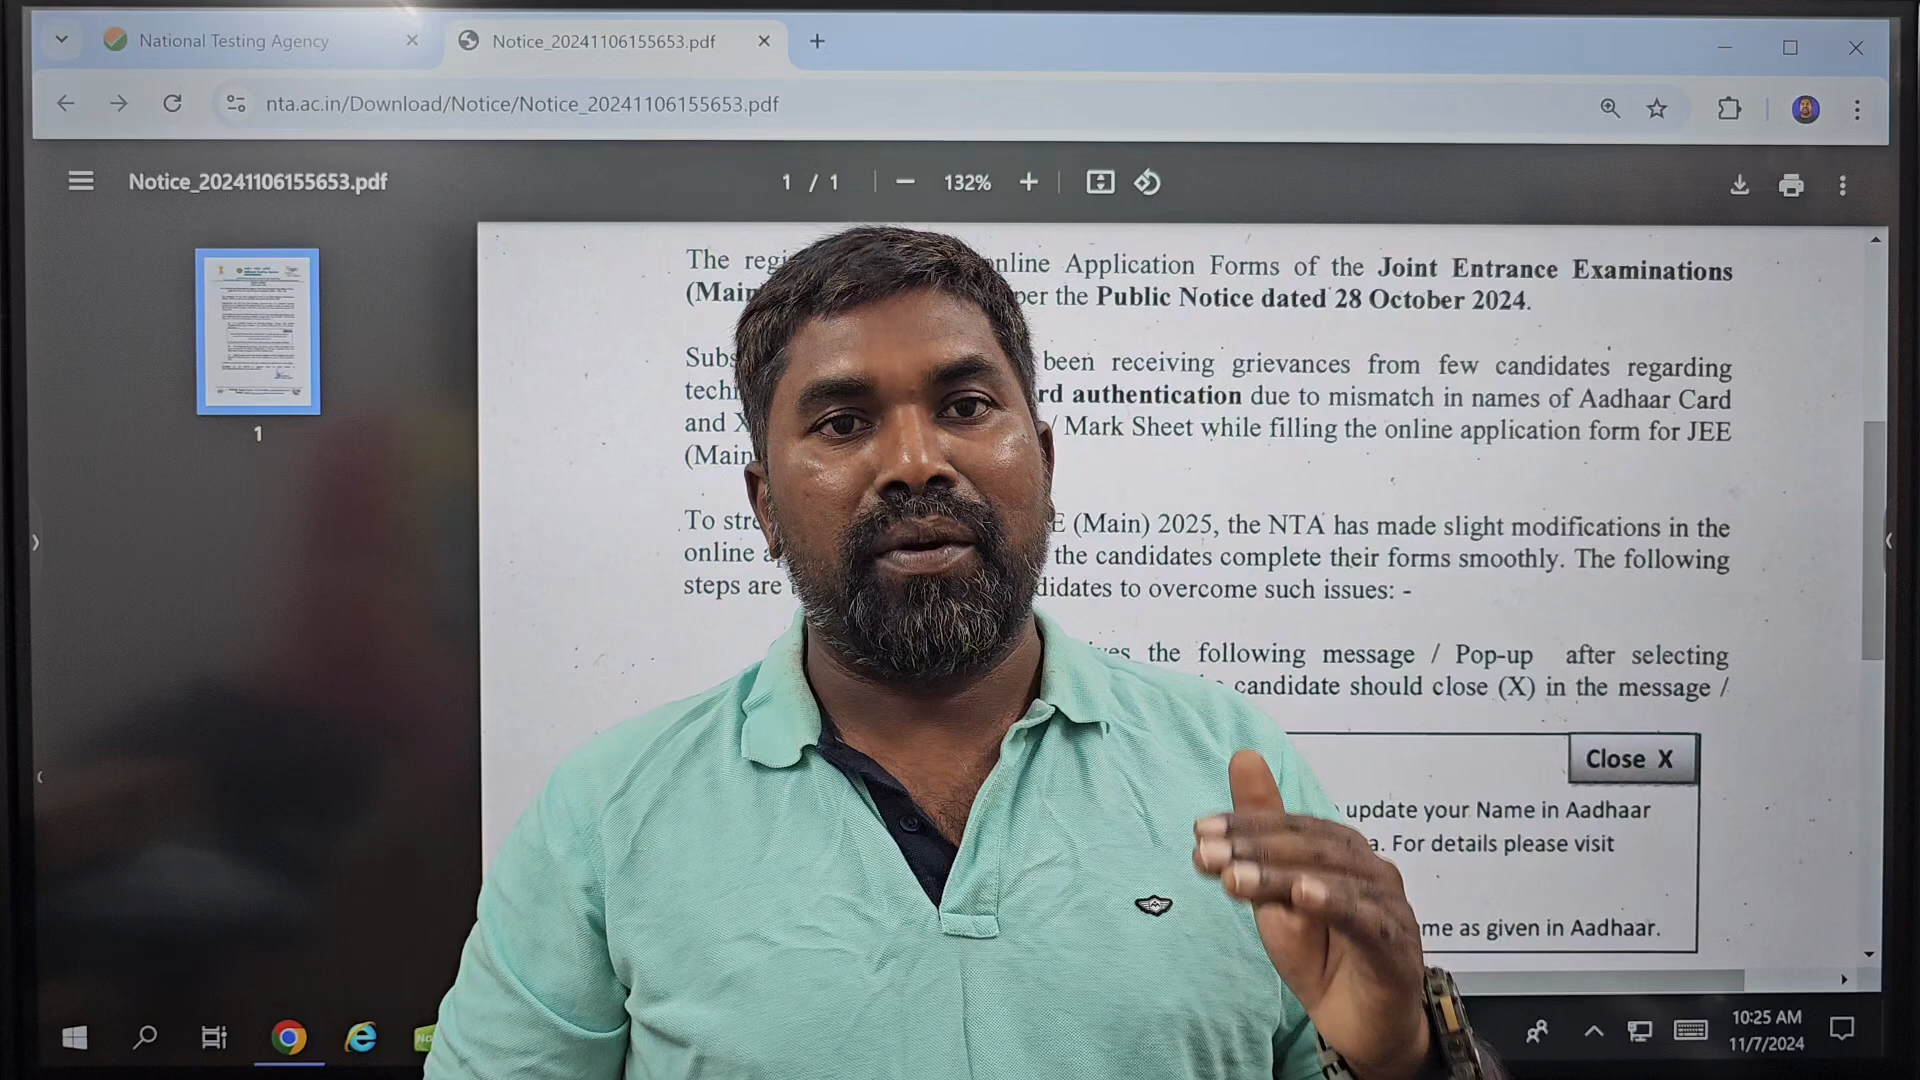 National Testing Agency
Notice_20241106155653.pdf
nta.ac.in/Download/Notice/Notice_20241106155653.pdf
Notice_20241106155653.pdf
1 / 1
132%
1
The nline Application Forms of the Joint Entrance Examinations
(Main per the Public Notice dated 28 October 2024.
been receiving grievances from few candidates regarding
rd authentication due to mismatch in names of Aadhaar Card
and X / Mark Sheet while filling the online application form for JEE
(Main
To E (Main) 2025, the NTA has made slight modifications in the
online the candidates complete their forms smoothly. The following
steps are didates to overcome such issues: -
the following message / Pop-up after selecting
candidate should close (X) in the message /
Close X
update your Name in Aadhaar
a. For details please visit
me as given in Aadhaar.
10:25 AM
11/7/2024